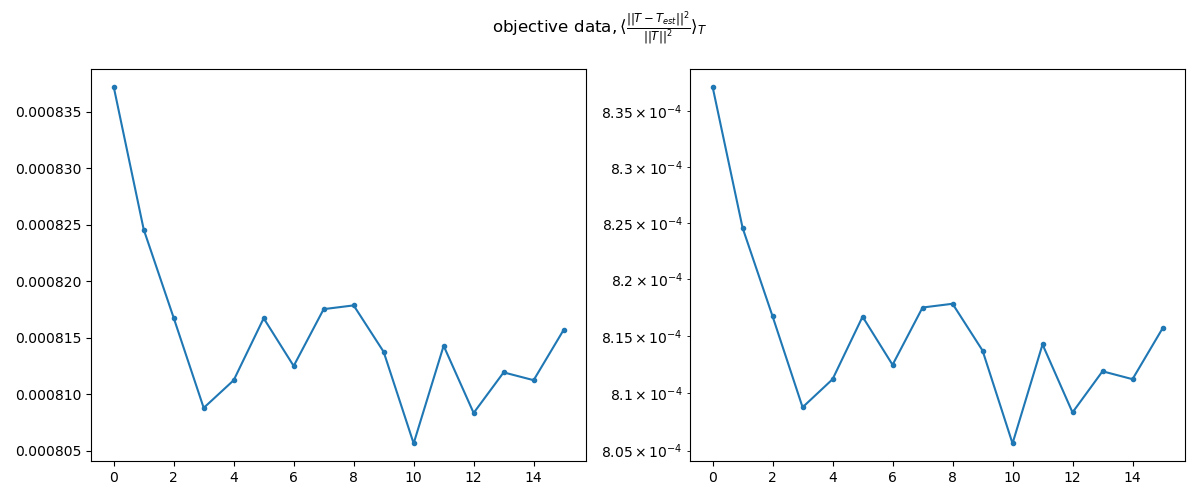 objective data, ⟨||T − T_est||² / ||T||²⟩_T
0.000835
0.000830
0.000825
0.000820
0.000815
0.000810
0.000805
0 2 4 6 8 10 12 14
8.35 × 10⁻⁴
8.3 × 10⁻⁴
8.25 × 10⁻⁴
8.2 × 10⁻⁴
8.15 × 10⁻⁴
8.1 × 10⁻⁴
8.05 × 10⁻⁴
0 2 4 6 8 10 12 14